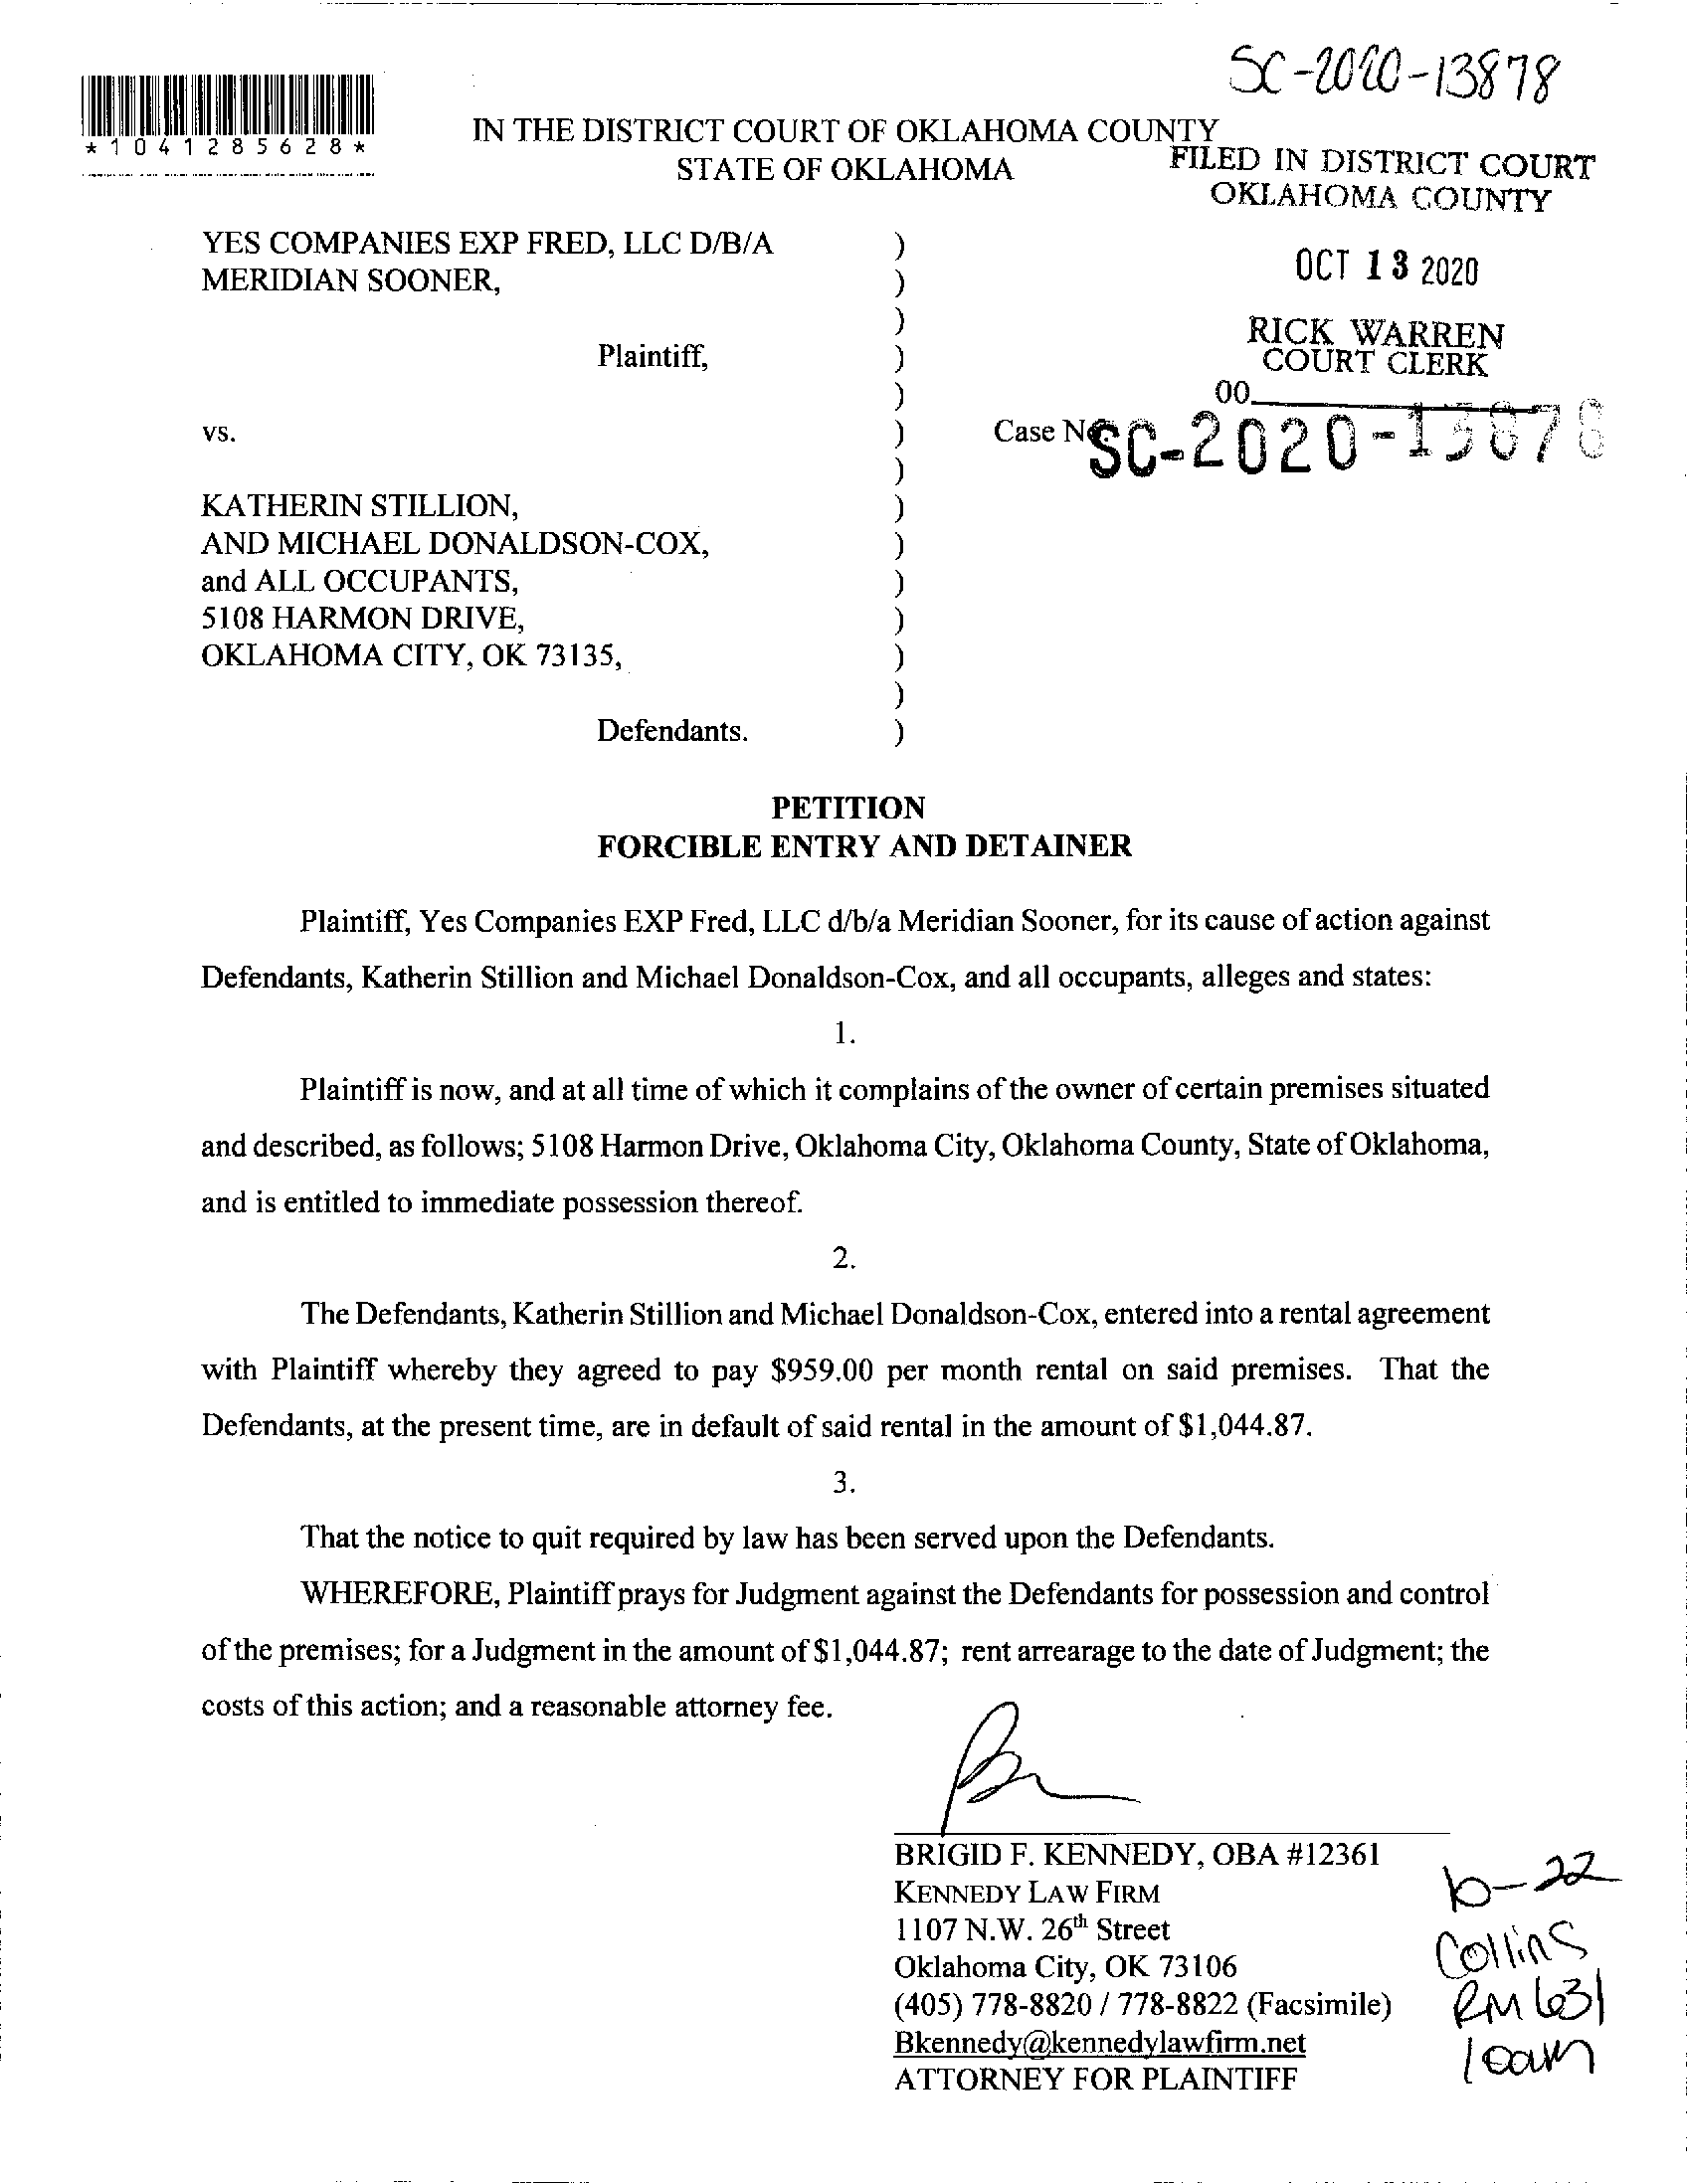 SC-2020-13878
*1041285628*
IN THE DISTRICT COURT OF OKLAHOMA COUNTY
STATE OF OKLAHOMA
FILED IN DISTRICT COURT
OKLAHOMA COUNTY
OCT 13 2020
RICK WARREN
COURT CLERK
00
YES COMPANIES EXP FRED, LLC D/B/A )
MERIDIAN SOONER, )
)
Plaintiff, )
)
vs. ) Case No SC-2020-13878
)
KATHERIN STILLION, )
AND MICHAEL DONALDSON-COX, )
and ALL OCCUPANTS, )
5108 HARMON DRIVE, )
OKLAHOMA CITY, OK 73135, )
)
Defendants. )
PETITION
FORCIBLE ENTRY AND DETAINER
Plaintiff, Yes Companies EXP Fred, LLC d/b/a Meridian Sooner, for its cause of action against
Defendants, Katherin Stillion and Michael Donaldson-Cox, and all occupants, alleges and states:
1.
Plaintiff is now, and at all time of which it complains of the owner of certain premises situated
and described, as follows; 5108 Harmon Drive, Oklahoma City, Oklahoma County, State of Oklahoma,
and is entitled to immediate possession thereof.
2.
The Defendants, Katherin Stillion and Michael Donaldson-Cox, entered into a rental agreement
with Plaintiff whereby they agreed to pay $959.00 per month rental on said premises. That the
Defendants, at the present time, are in default of said rental in the amount of $1,044.87.
3.
That the notice to quit required by law has been served upon the Defendants.
WHEREFORE, Plaintiff prays for Judgment against the Defendants for possession and control
of the premises; for a Judgment in the amount of $1,044.87; rent arrearage to the date of Judgment; the
costs of this action; and a reasonable attorney fee.
BRIGID F. KENNEDY, OBA #12361
KENNEDY LAW FIRM
1107 N.W. 26th Street
Oklahoma City, OK 73106
(405) 778-8820 / 778-8822 (Facsimile)
Bkennedy@kennedylawfirm.net
ATTORNEY FOR PLAINTIFF
10-22
Collins
RM 631
10am